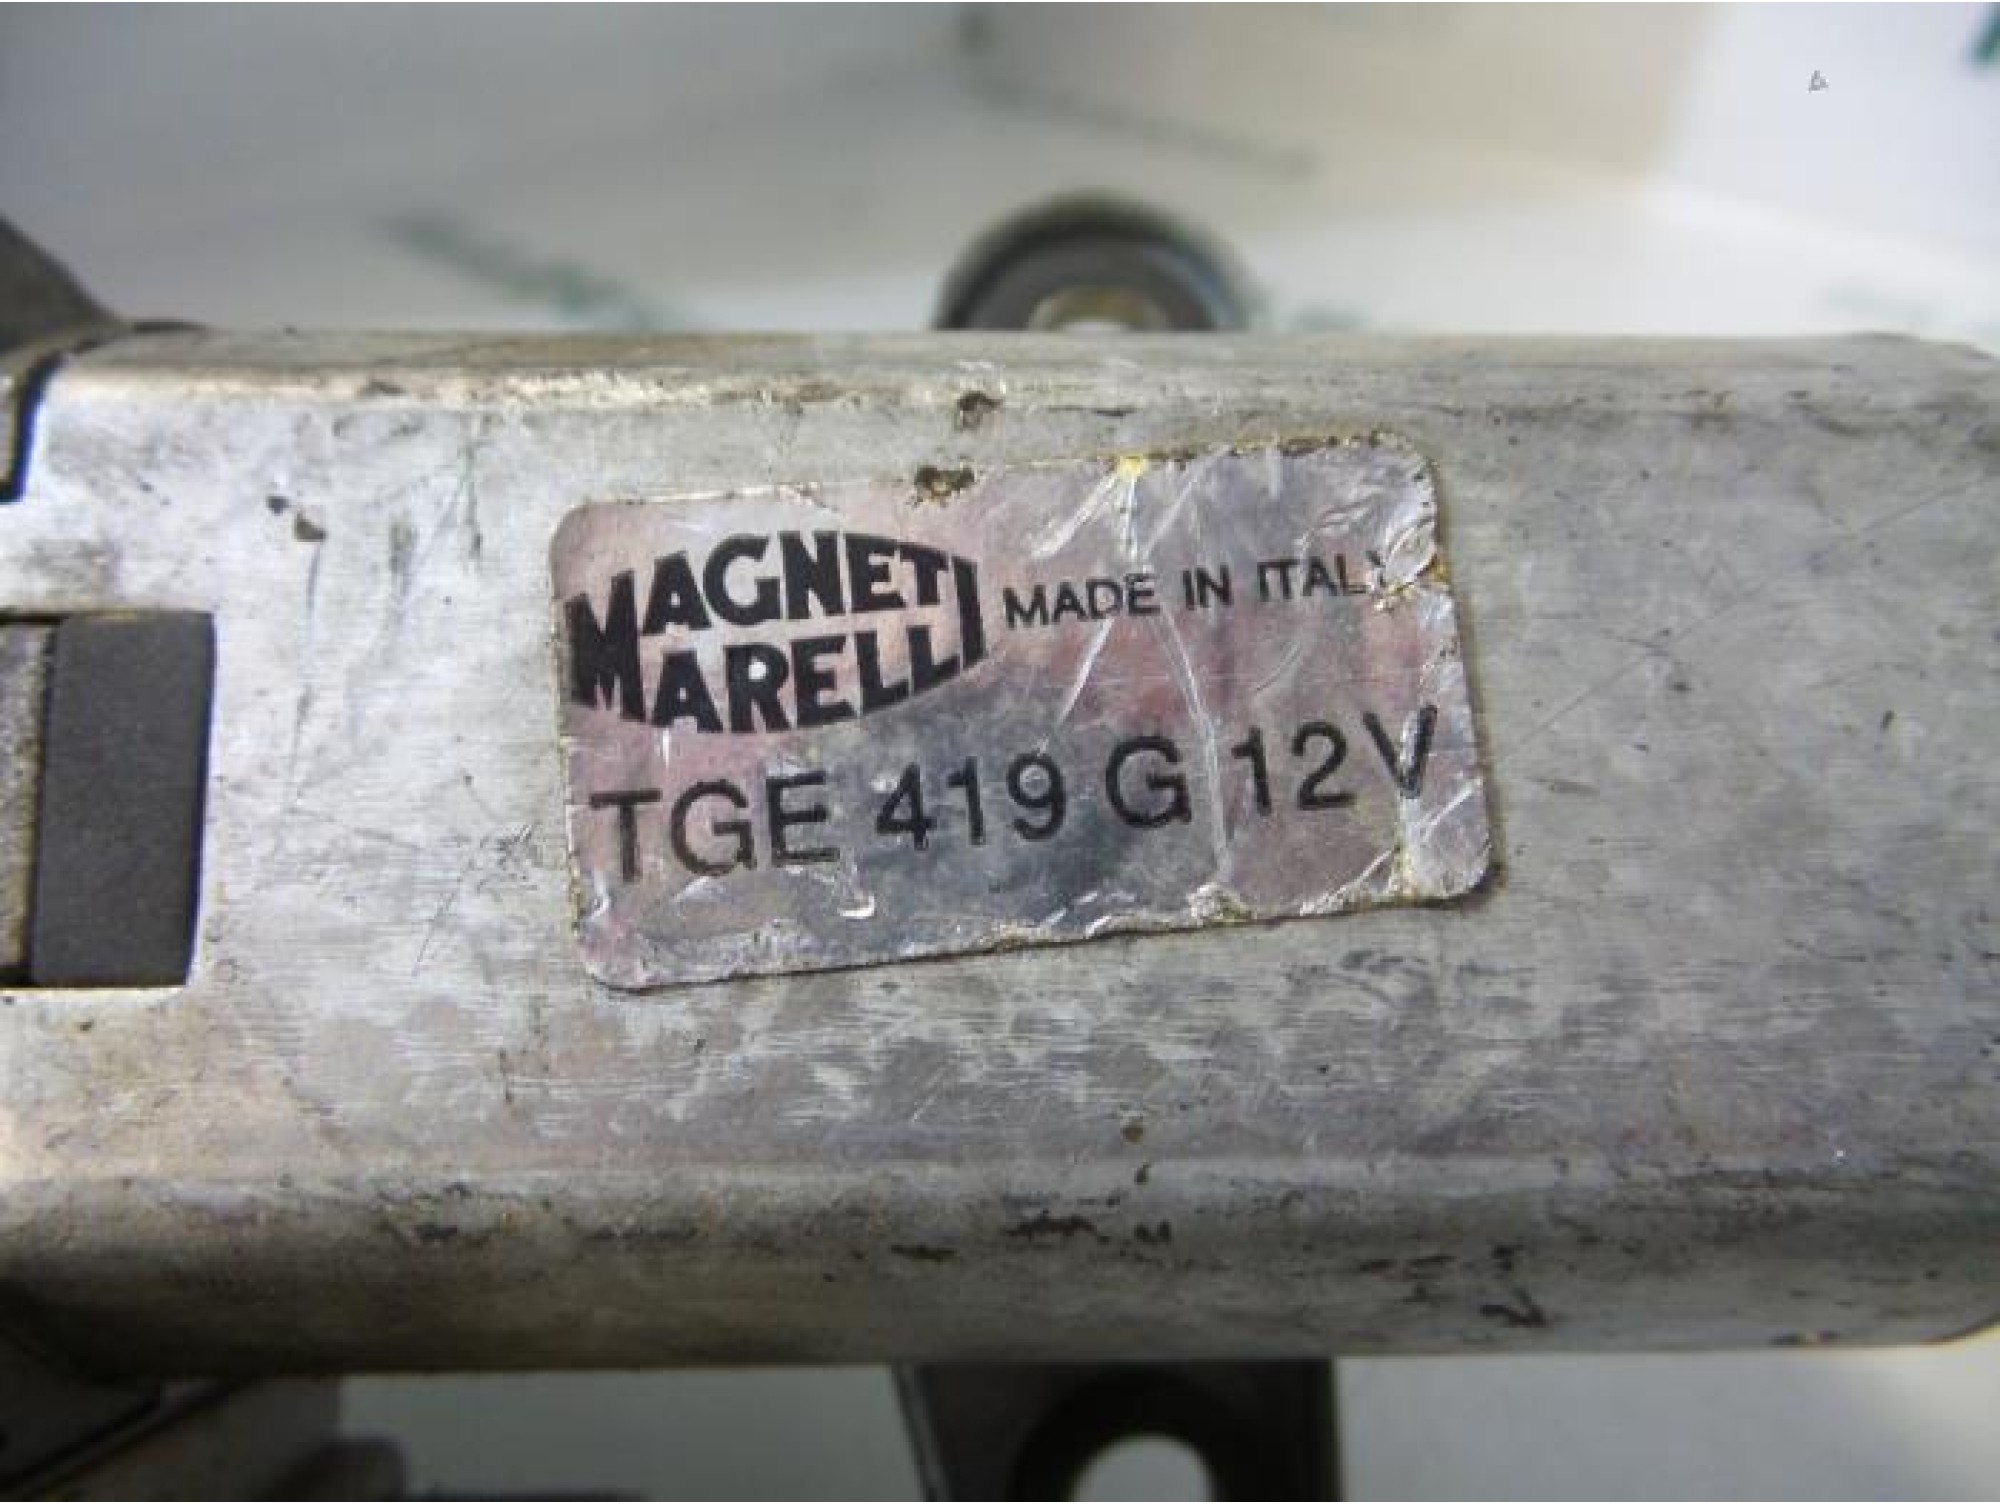 MAGNETI
MARELLI
MADE IN ITALY
TGE 419 G 12V